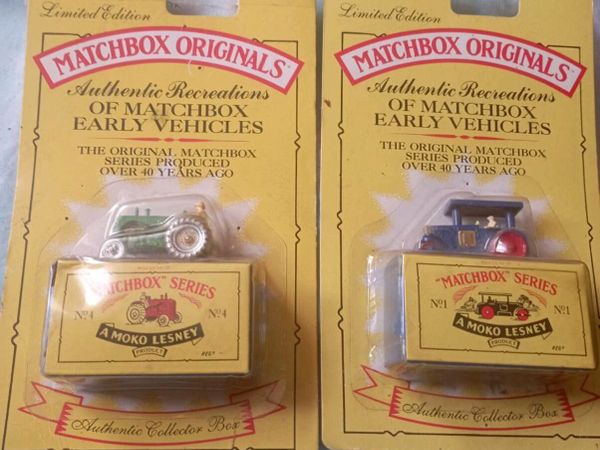 Limited Edition
MATCHBOX ORIGINALS
Authentic Recreations
OF MATCHBOX
EARLY VEHICLES
THE ORIGINAL MATCHBOX
SERIES PRODUCED
OVER 40 YEARS AGO
"MATCHBOX" SERIES
Nº4
Nº4
A MOKO LESNEY
PRODUCT
REGD
Authentic Collector Box
Limited Edition
MATCHBOX ORIGINALS
Authentic Recreations
OF MATCHBOX
EARLY VEHICLES
THE ORIGINAL MATCHBOX
SERIES PRODUCED
OVER 40 YEARS AGO
"MATCHBOX" SERIES
Nº1
Nº1
A MOKO LESNEY
PRODUCT
REGD
Authentic Collector Box